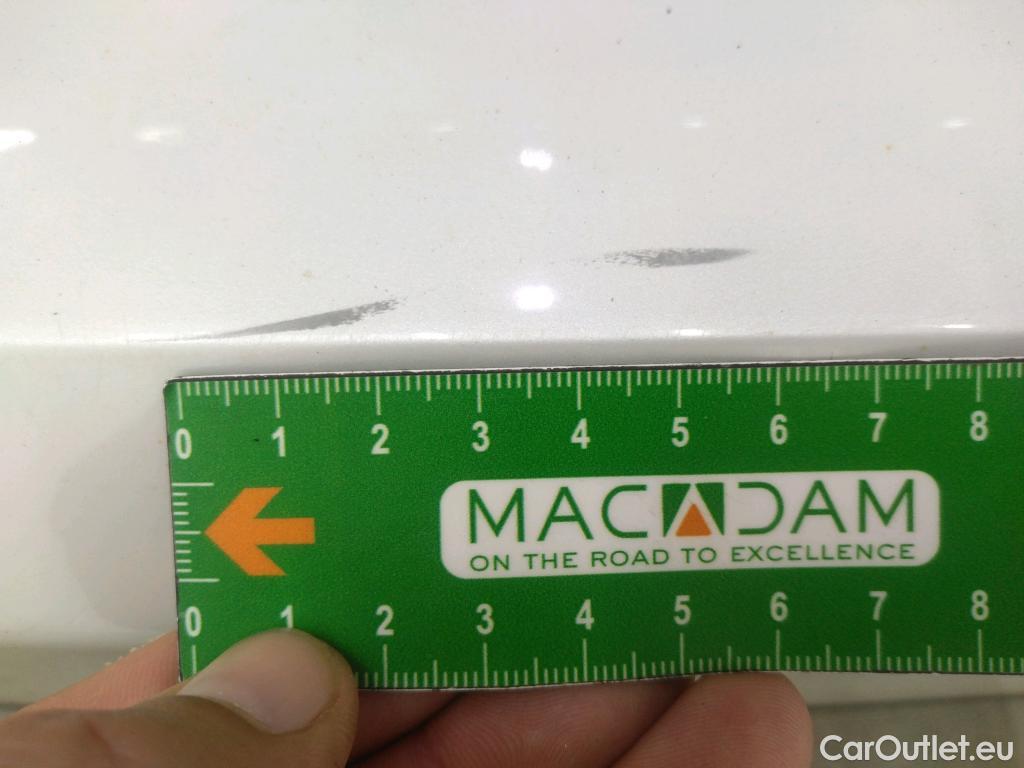 0 1 2 3 4 5 6 7 8
MACADAM
ON THE ROAD TO EXCELLENCE
0 1 2 3 4 5 6 7 8
CarOutlet.eu